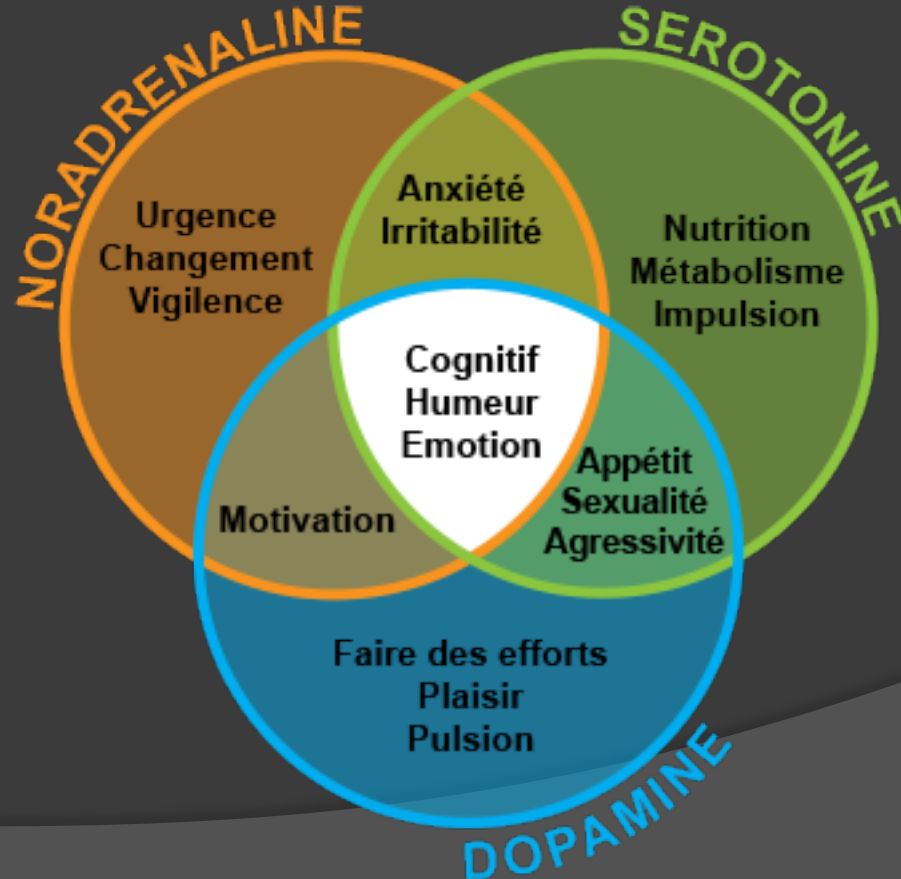 NORADRENALINE
SEROTONINE
Urgence
Changement
Vigilence
Anxiété
Irritabilité
Nutrition
Métabolisme
Impulsion
Cognitif
Humeur
Emotion
Motivation
Appétit
Sexualité
Agressivité
Faire des efforts
Plaisir
Pulsion
DOPAMINE